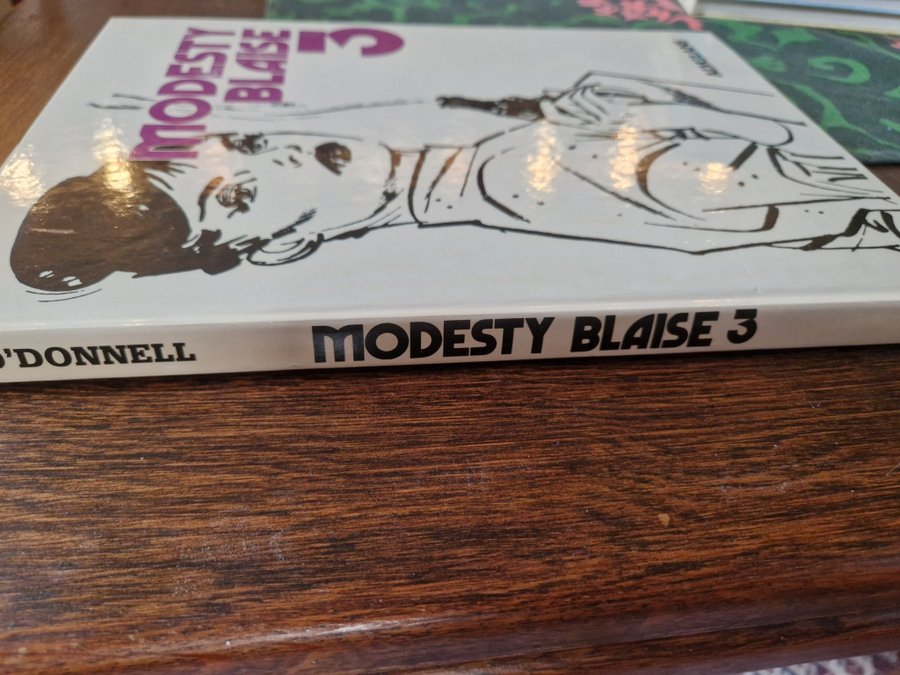 MODESTY
BLAISE
3
O'DONNELL
MODESTY BLAISE 3